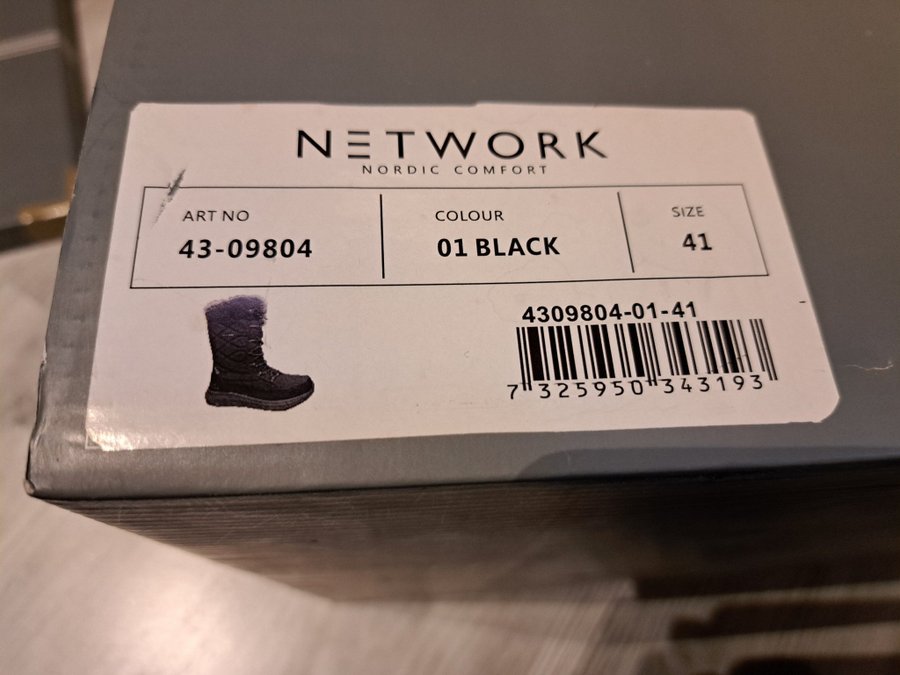 NETWORK
NORDIC COMFORT
ART NO
43-09804
COLOUR
01 BLACK
SIZE
41
4309804-01-41
7 325950 343193